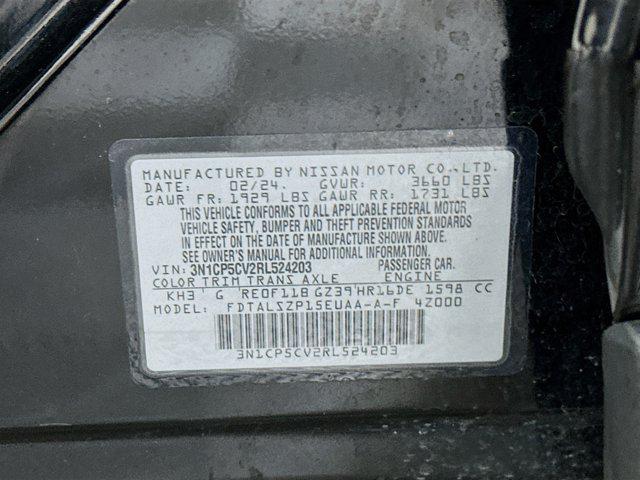 MANUFACTURED BY NISSAN MOTOR CO.,LTD.
DATE: 02/24. GVWR: 3660 LBS
GAWR FR: 1929 LBS GAWR RR: 1731 LBS
THIS VEHICLE CONFORMS TO ALL APPLICABLE FEDERAL MOTOR
VEHICLE SAFETY, BUMPER AND THEFT PREVENTION STANDARDS
IN EFFECT ON THE DATE OF MANUFACTURE SHOWN ABOVE.
SEE OWNER'S MANUAL FOR ADDITIONAL INFORMATION.
VIN: 3N1CP5CV2RL524203 PASSENGER CAR.
COLOR TRIM TRANS AXLE ENGINE
KH3 G RE0F11B GZ39 HR16DE 1598 CC
MODEL: FDTALSZP15EUAA-A-F 4Z000
3N1CP5CV2RL524203